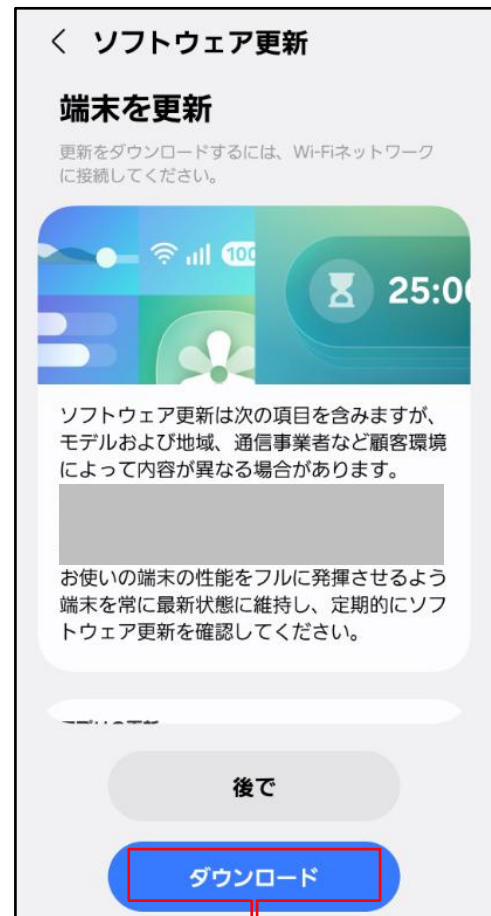 ソフトウェア更新
端末を更新
更新をダウンロードするには、Wi-Fiネットワーク
に接続してください。
100
25:00
ソフトウェア更新は次の項目を含みますが、
モデルおよび地域、通信事業者など顧客環境
によって内容が異なる場合があります。
お使いの端末の性能をフルに発揮させるよう
端末を常に最新状態に維持し、定期的にソフ
トウェア更新を確認してください。
後で
ダウンロード